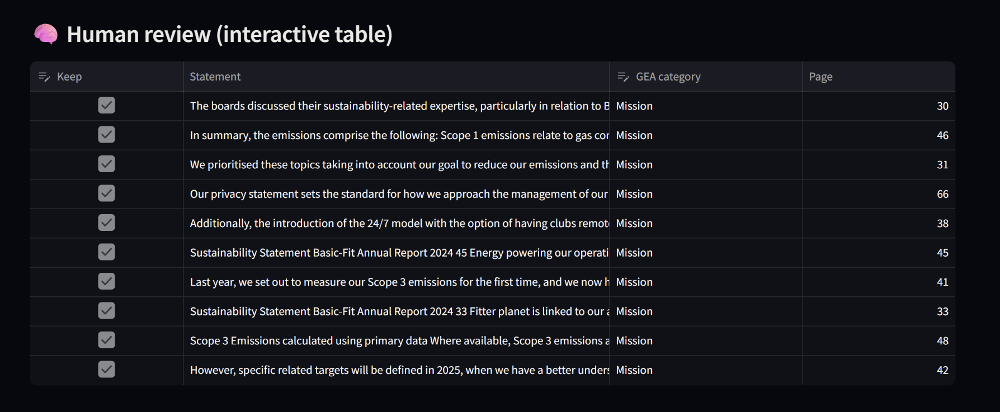 Human review (interactive table)
Keep Statement GEA category Page
The boards discussed their sustainability-related expertise, particularly in relation to B Mission 30
In summary, the emissions comprise the following: Scope 1 emissions relate to gas cor Mission 46
We prioritised these topics taking into account our goal to reduce our emissions and th Mission 31
Our privacy statement sets the standard for how we approach the management of our Mission 66
Additionally, the introduction of the 24/7 model with the option of having clubs remot Mission 38
Sustainability Statement Basic-Fit Annual Report 2024 45 Energy powering our operati Mission 45
Last year, we set out to measure our Scope 3 emissions for the first time, and we now h Mission 41
Sustainability Statement Basic-Fit Annual Report 2024 33 Fitter planet is linked to our a Mission 33
Scope 3 Emissions calculated using primary data Where available, Scope 3 emissions a Mission 48
However, specific related targets will be defined in 2025, when we have a better unders Mission 42